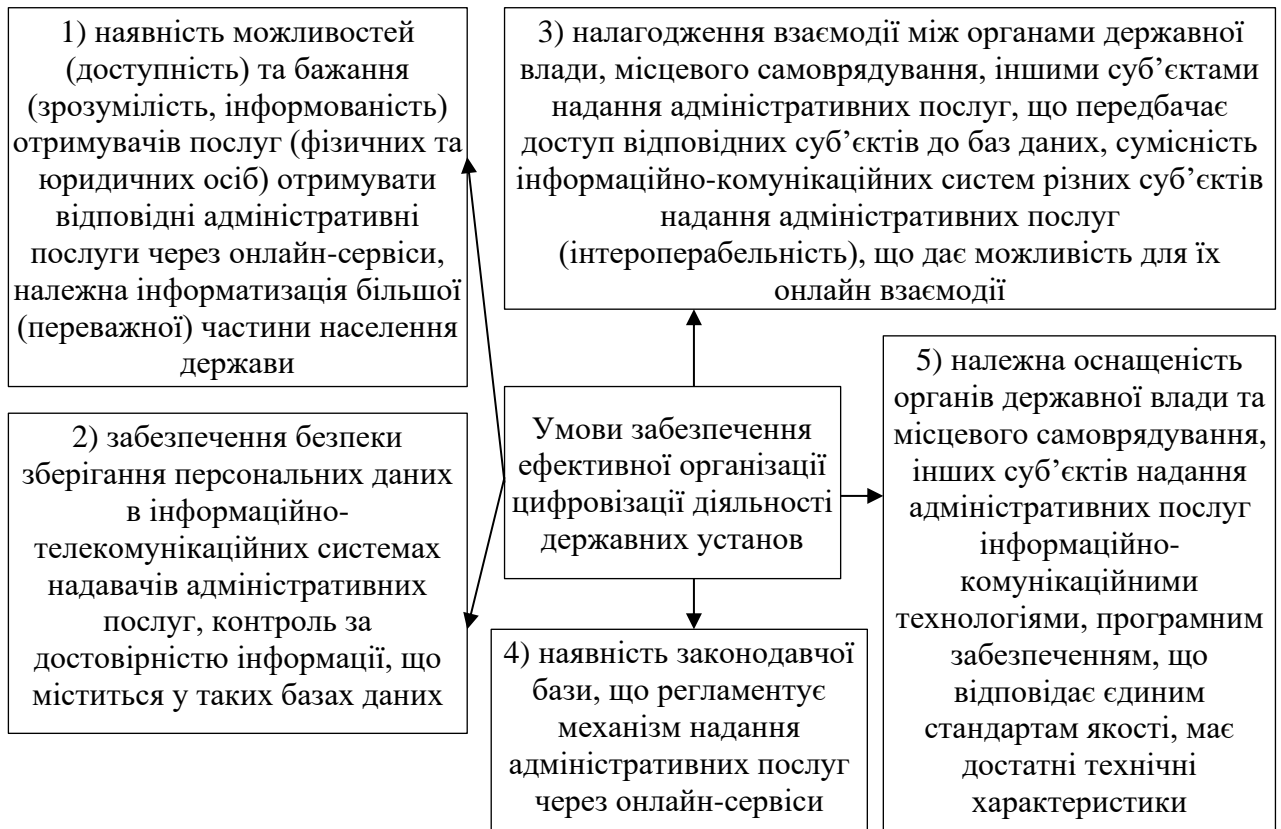 1) наявність можливостей
(доступність) та бажання
(зрозумілість, інформованість)
отримувачів послуг (фізичних та
юридичних осіб) отримувати
відповідні адміністративні
послуги через онлайн-сервіси,
належна інформатизація більшої
(переважної) частини населення
держави
2) забезпечення безпеки
зберігання персональних даних
в інформаційно-
телекомунікаційних системах
надавачів адміністративних
послуг, контроль за
достовірністю інформації, що
міститься у таких базах даних
3) налагодження взаємодії між органами державної
влади, місцевого самоврядування, іншими суб’єктами
надання адміністративних послуг, що передбачає
доступ відповідних суб’єктів до баз даних, сумісність
інформаційно-комунікаційних систем різних суб’єктів
надання адміністративних послуг
(інтероперабельність), що дає можливість для їх
онлайн взаємодії
Умови забезпечення
ефективної організації
цифровізації діяльності
державних установ
4) наявність законодавчої
бази, що регламентує
механізм надання
адміністративних послуг
через онлайн-сервіси
5) належна оснащеність
органів державної влади та
місцевого самоврядування,
інших суб’єктів надання
адміністративних послуг
інформаційно-
комунікаційними
технологіями, програмним
забезпеченням, що
відповідає єдиним
стандартам якості, має
достатні технічні
характеристики